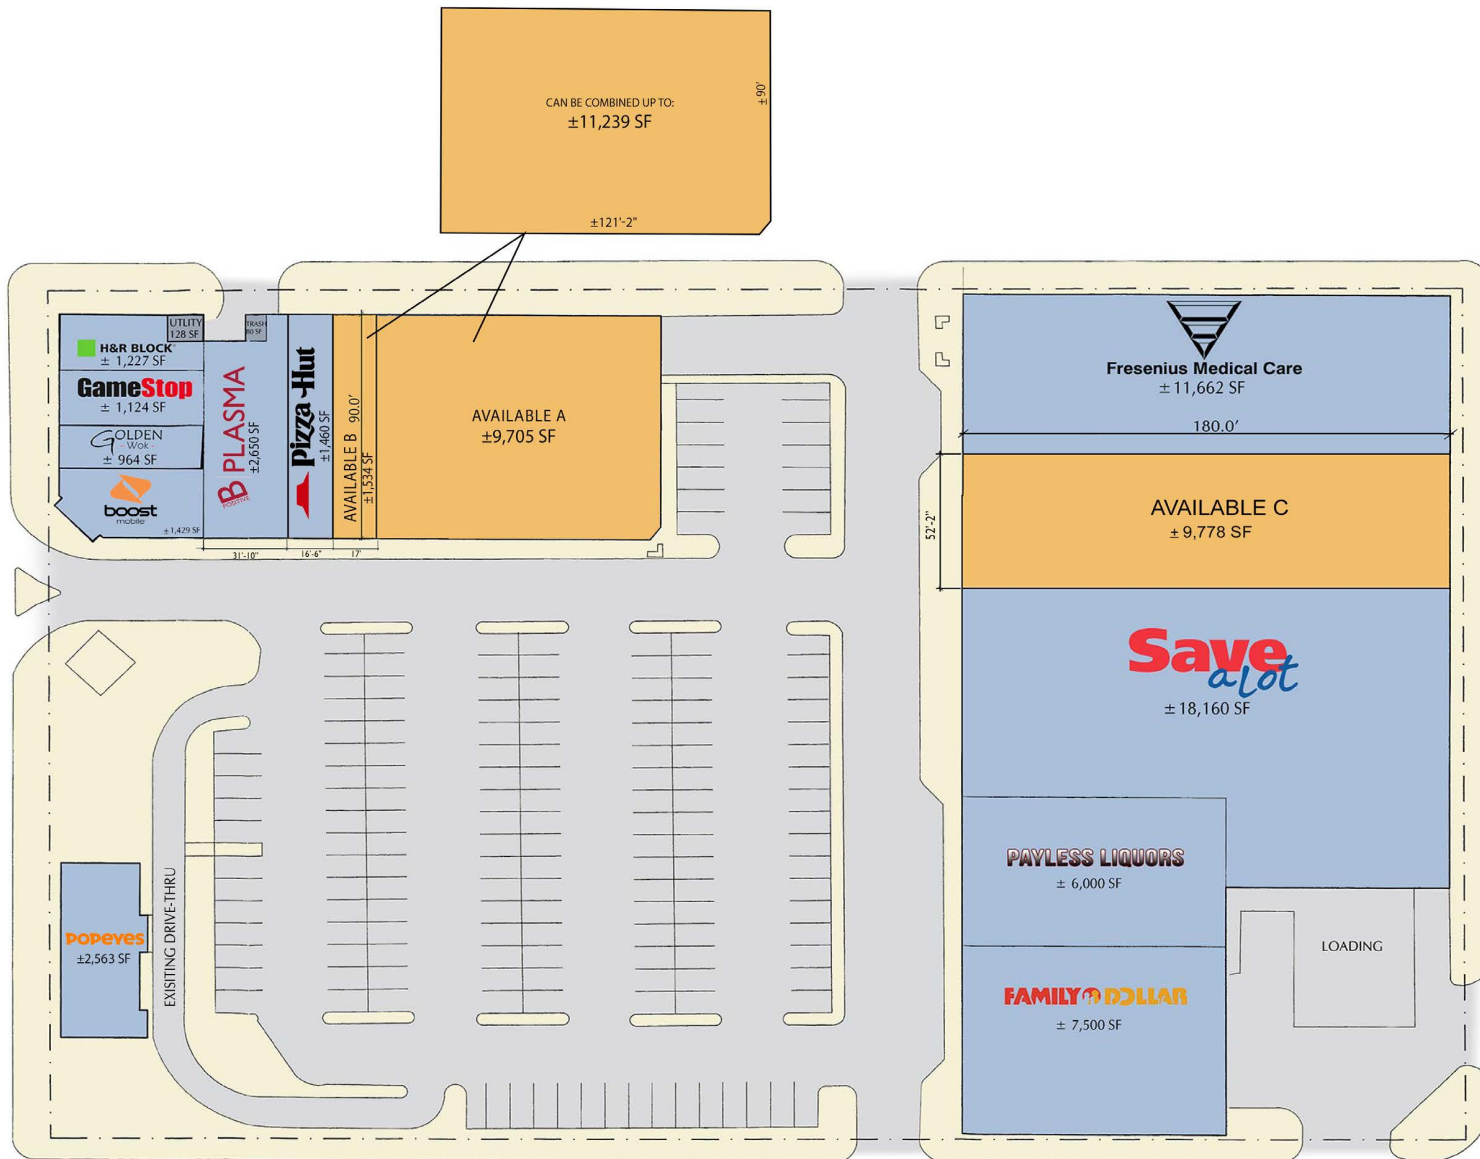 CAN BE COMBINED UP TO:
±11,239 SF
±90'
±121'-2"
UTLITY
128 SF
TRASH
80 SF
H&R BLOCK
± 1,227 SF
GameStop
± 1,124 SF
GOLDEN
- Wok -
± 964 SF
boost
mobile
±1,429 SF
B PLASMA
POSITIVE
±2,650 SF
Pizza Hut
±1,460 SF
AVAILABLE B
90.0'
±1,534 SF
AVAILABLE A
±9,705 SF
31'-10"
16'-6"
17'
Fresenius Medical Care
±11,662 SF
180.0'
52'-2"
AVAILABLE C
±9,778 SF
Save
a Lot
±18,160 SF
PAYLESS LIQUORS
± 6,000 SF
FAMILY DOLLAR
± 7,500 SF
LOADING
POPEYES
±2,563 SF
EXISITING DRIVE-THRU